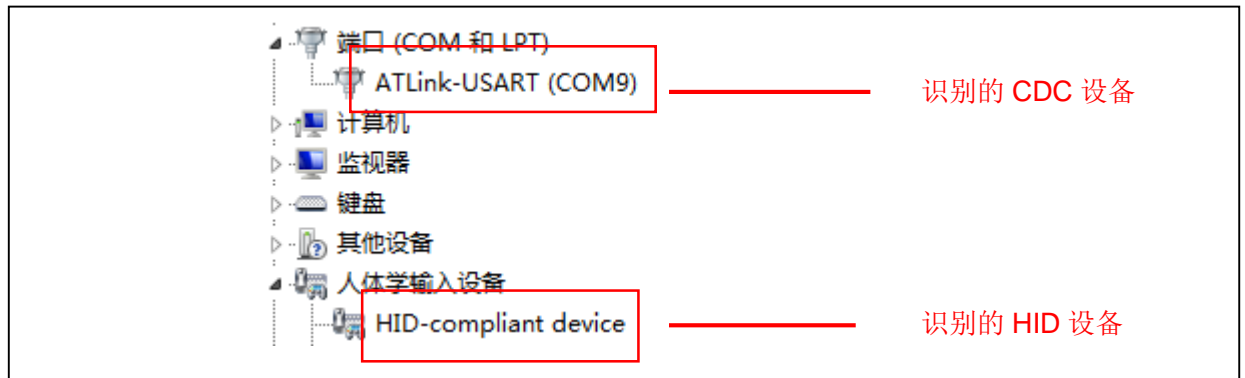 端口 (COM 和 LPT)
ATLink-USART (COM9)
识别的 CDC 设备
计算机
监视器
键盘
其他设备
人体学输入设备
HID-compliant device
识别的 HID 设备